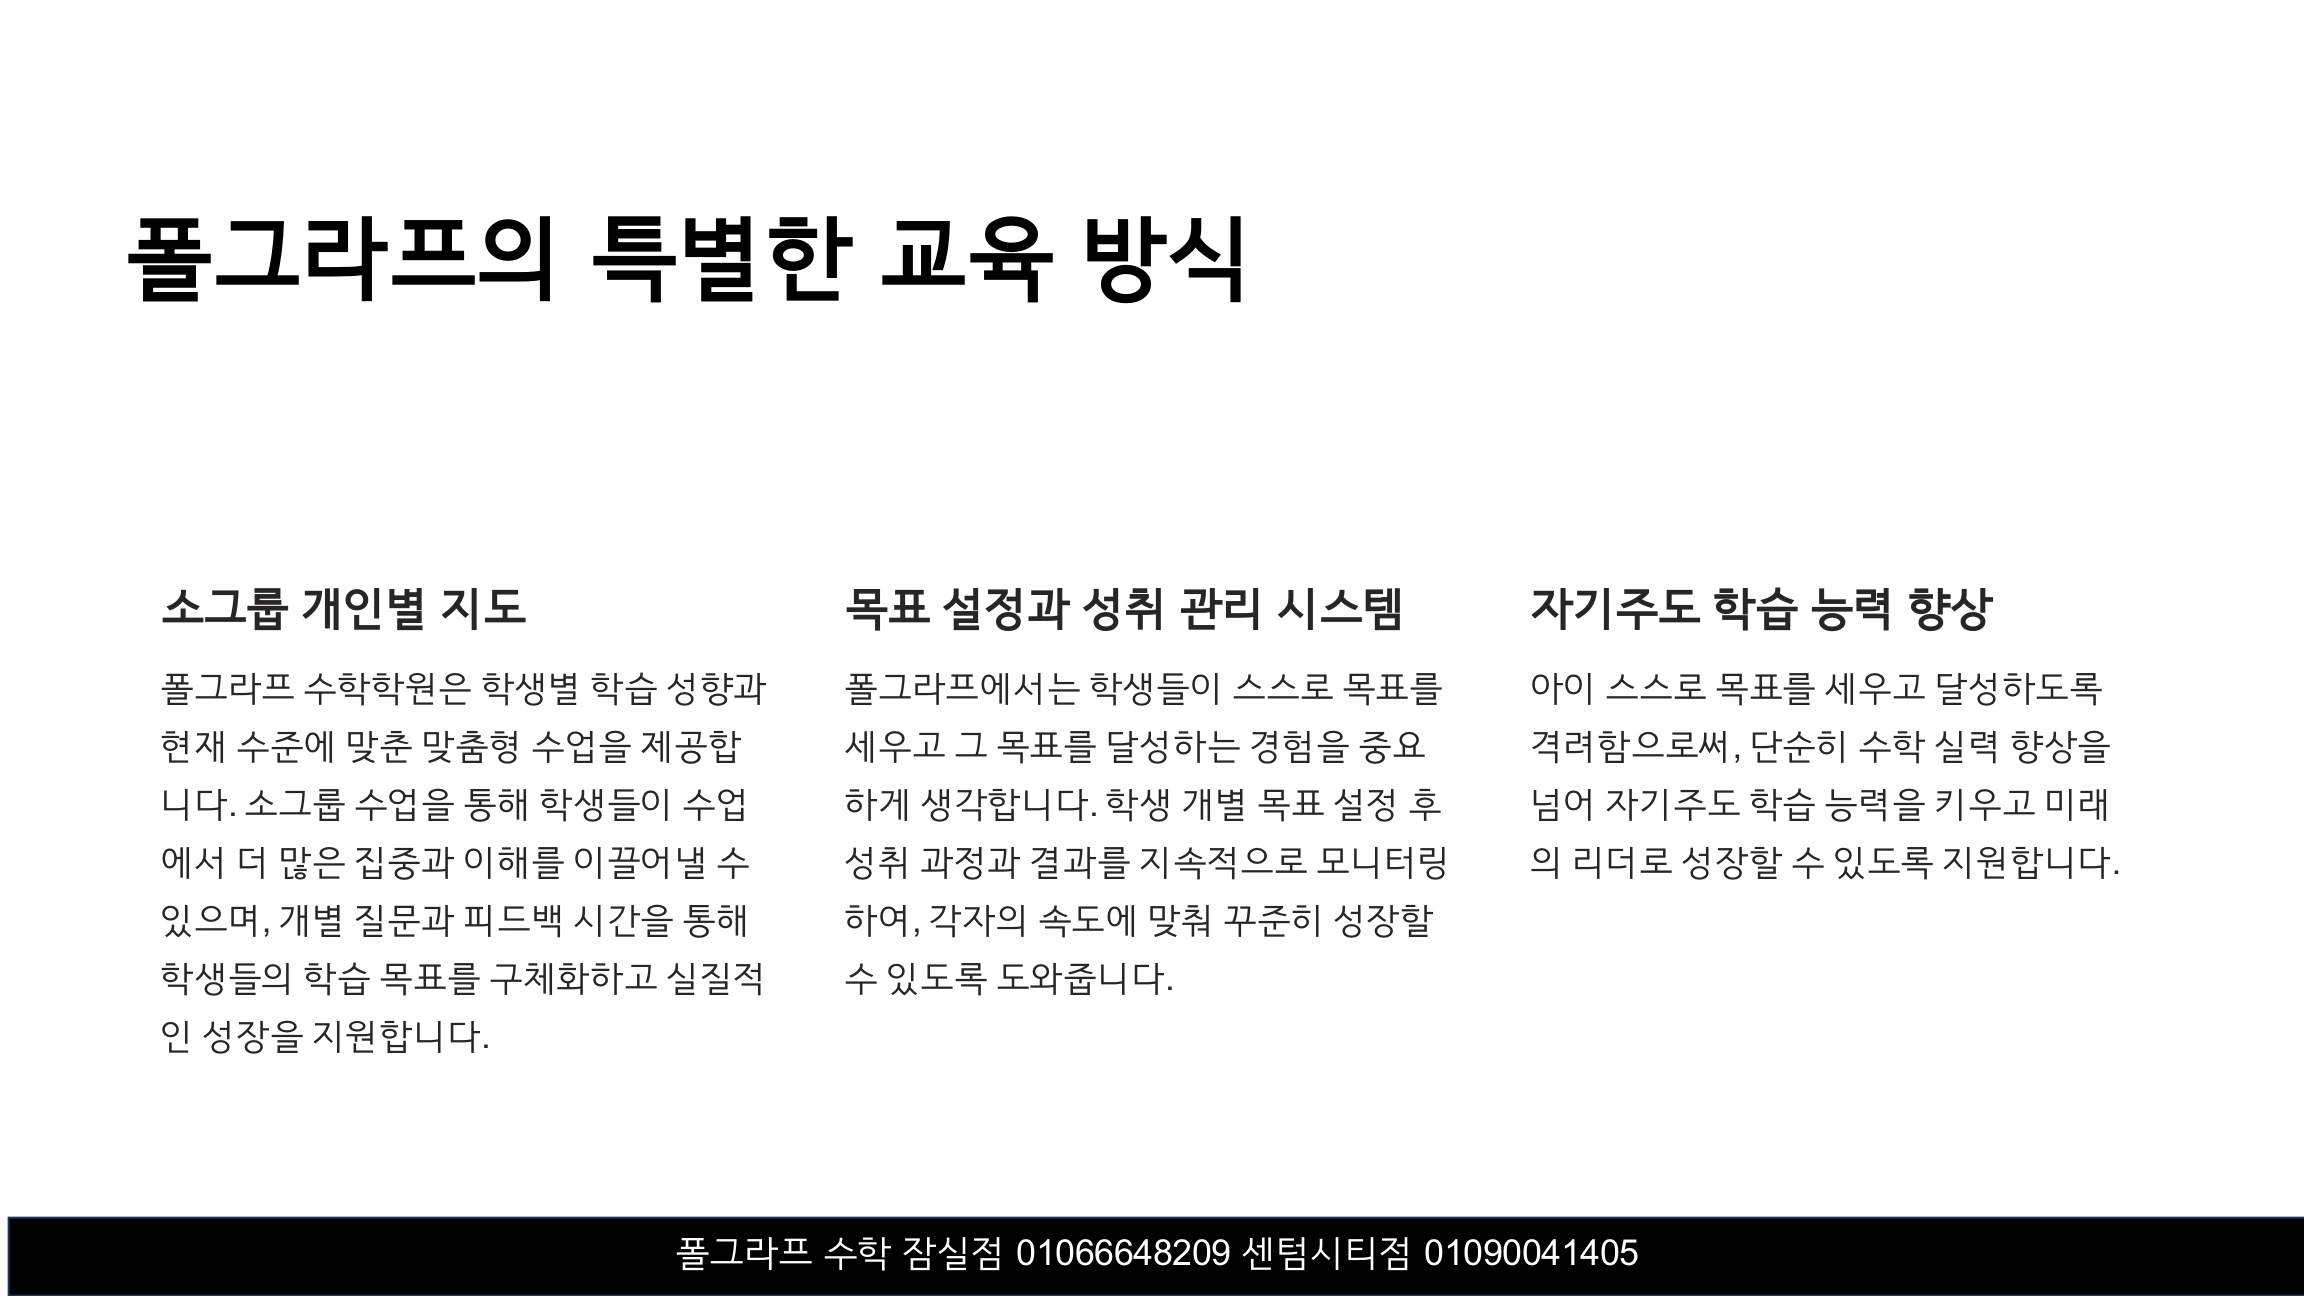 폴그라프의 특별한 교육 방식
소그룹 개인별 지도
폴그라프 수학학원은 학생별 학습 성향과
현재 수준에 맞춘 맞춤형 수업을 제공합
니다. 소그룹 수업을 통해 학생들이 수업
에서 더 많은 집중과 이해를 이끌어낼 수
있으며, 개별 질문과 피드백 시간을 통해
학생들의 학습 목표를 구체화하고 실질적
인 성장을 지원합니다.
목표 설정과 성취 관리 시스템
폴그라프에서는 학생들이 스스로 목표를
세우고 그 목표를 달성하는 경험을 중요
하게 생각합니다. 학생 개별 목표 설정 후
성취 과정과 결과를 지속적으로 모니터링
하여, 각자의 속도에 맞춰 꾸준히 성장할
수 있도록 도와줍니다.
자기주도 학습 능력 향상
아이 스스로 목표를 세우고 달성하도록
격려함으로써, 단순히 수학 실력 향상을
넘어 자기주도 학습 능력을 키우고 미래
의 리더로 성장할 수 있도록 지원합니다.
폴그라프 수학 잠실점 01066648209 센텀시티점 01090041405